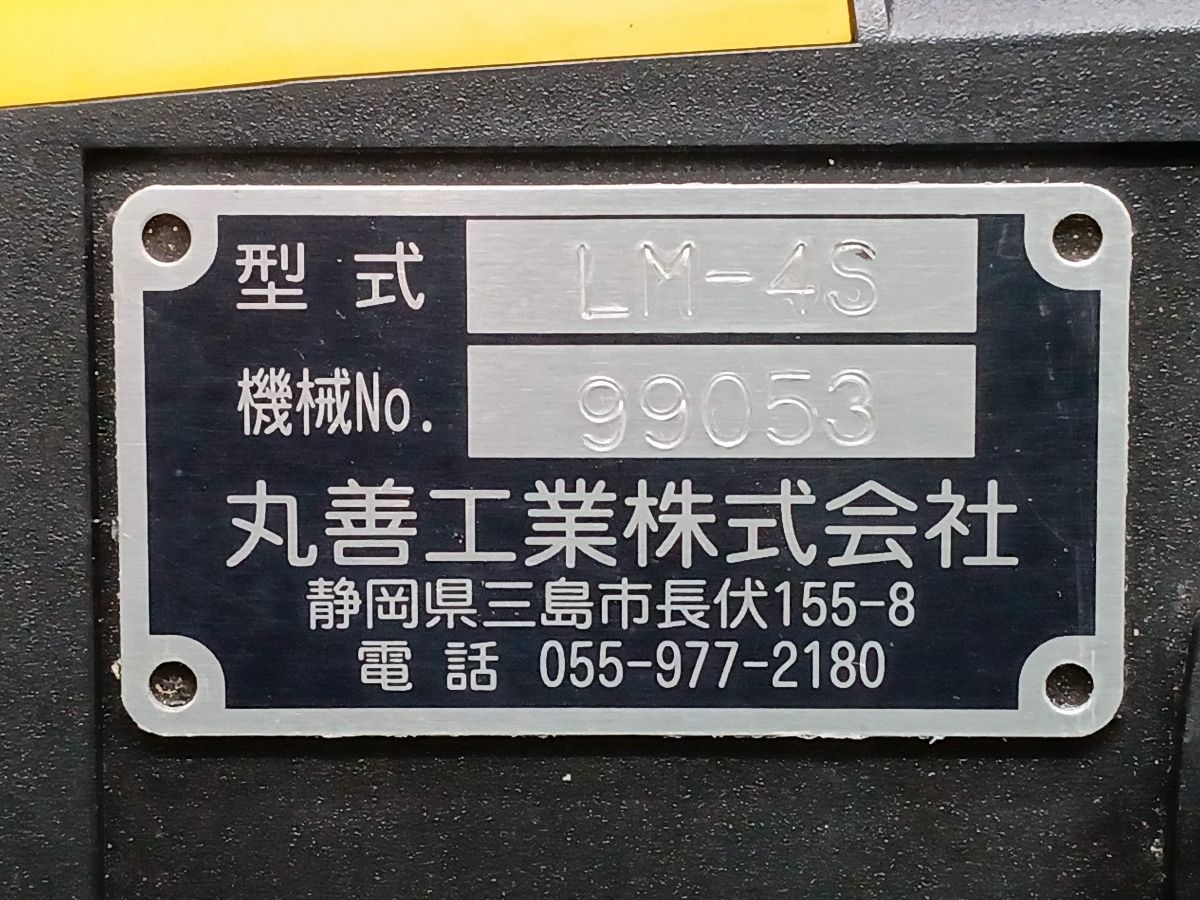 型式 LM-4S
機械No. 99053
丸善工業株式会社
静岡県三島市長伏155-8
電話 055-977-2180